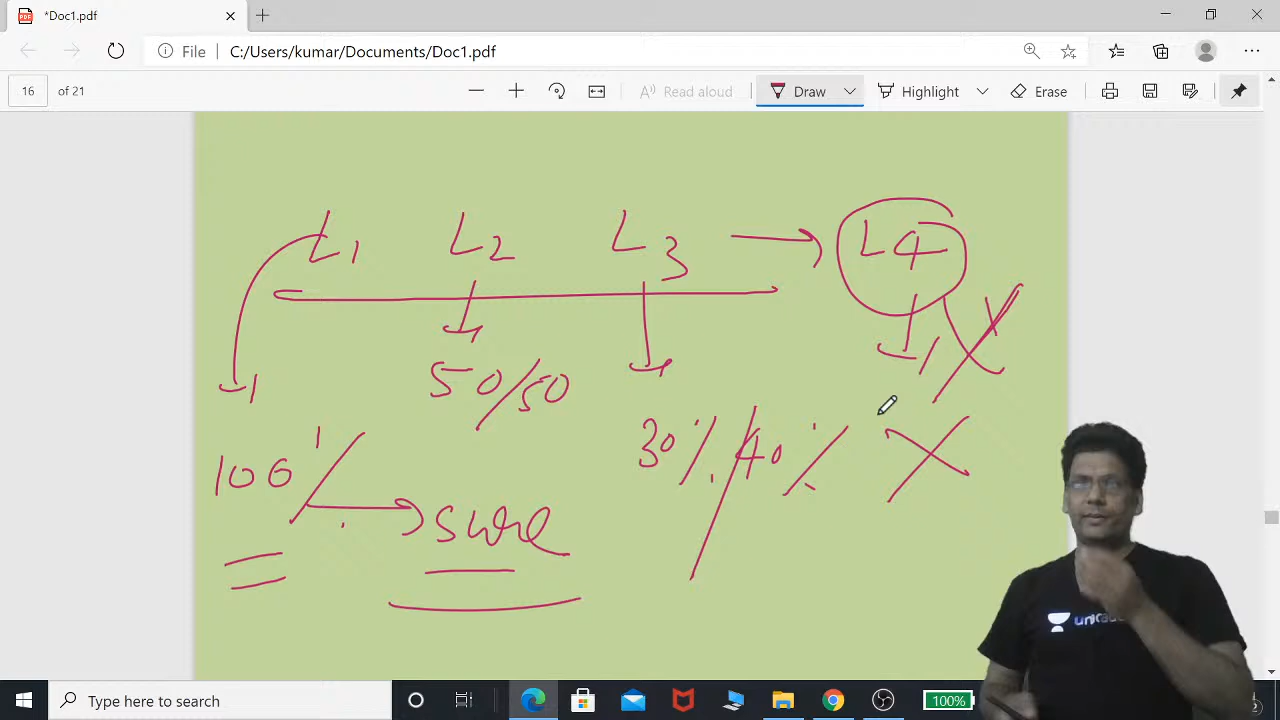 *Doc1.pdf
File C:/Users/kumar/Documents/Doc1.pdf
16 of 21 Read aloud Draw Highlight Erase
L1 L2 L3 L4
50/50
30% / 40%
100% sure
unacad
Type here to search 100%